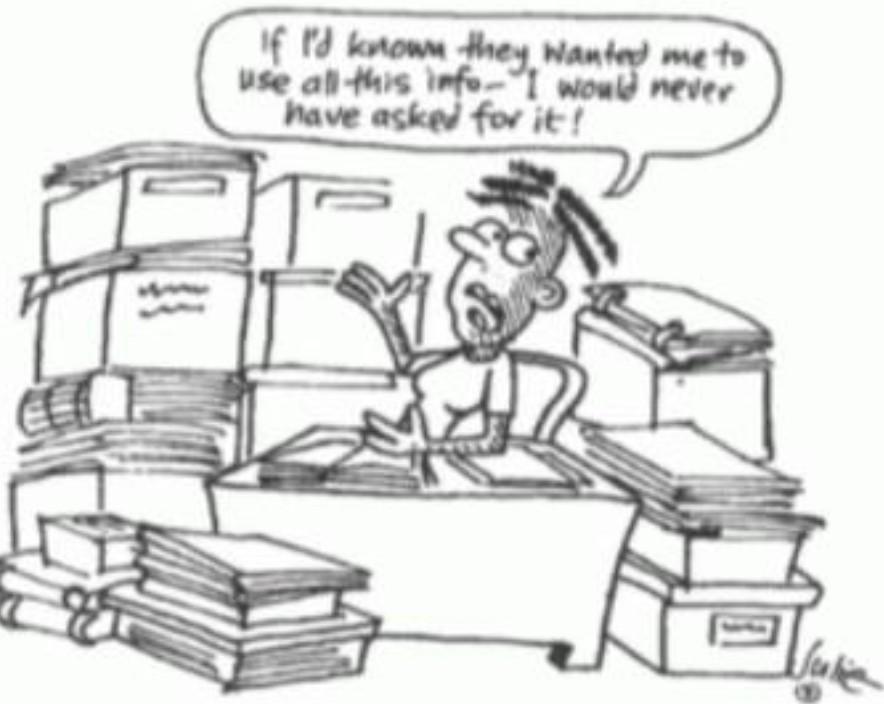 If I'd known they wanted me to
use all this info- I would never
have asked for it!